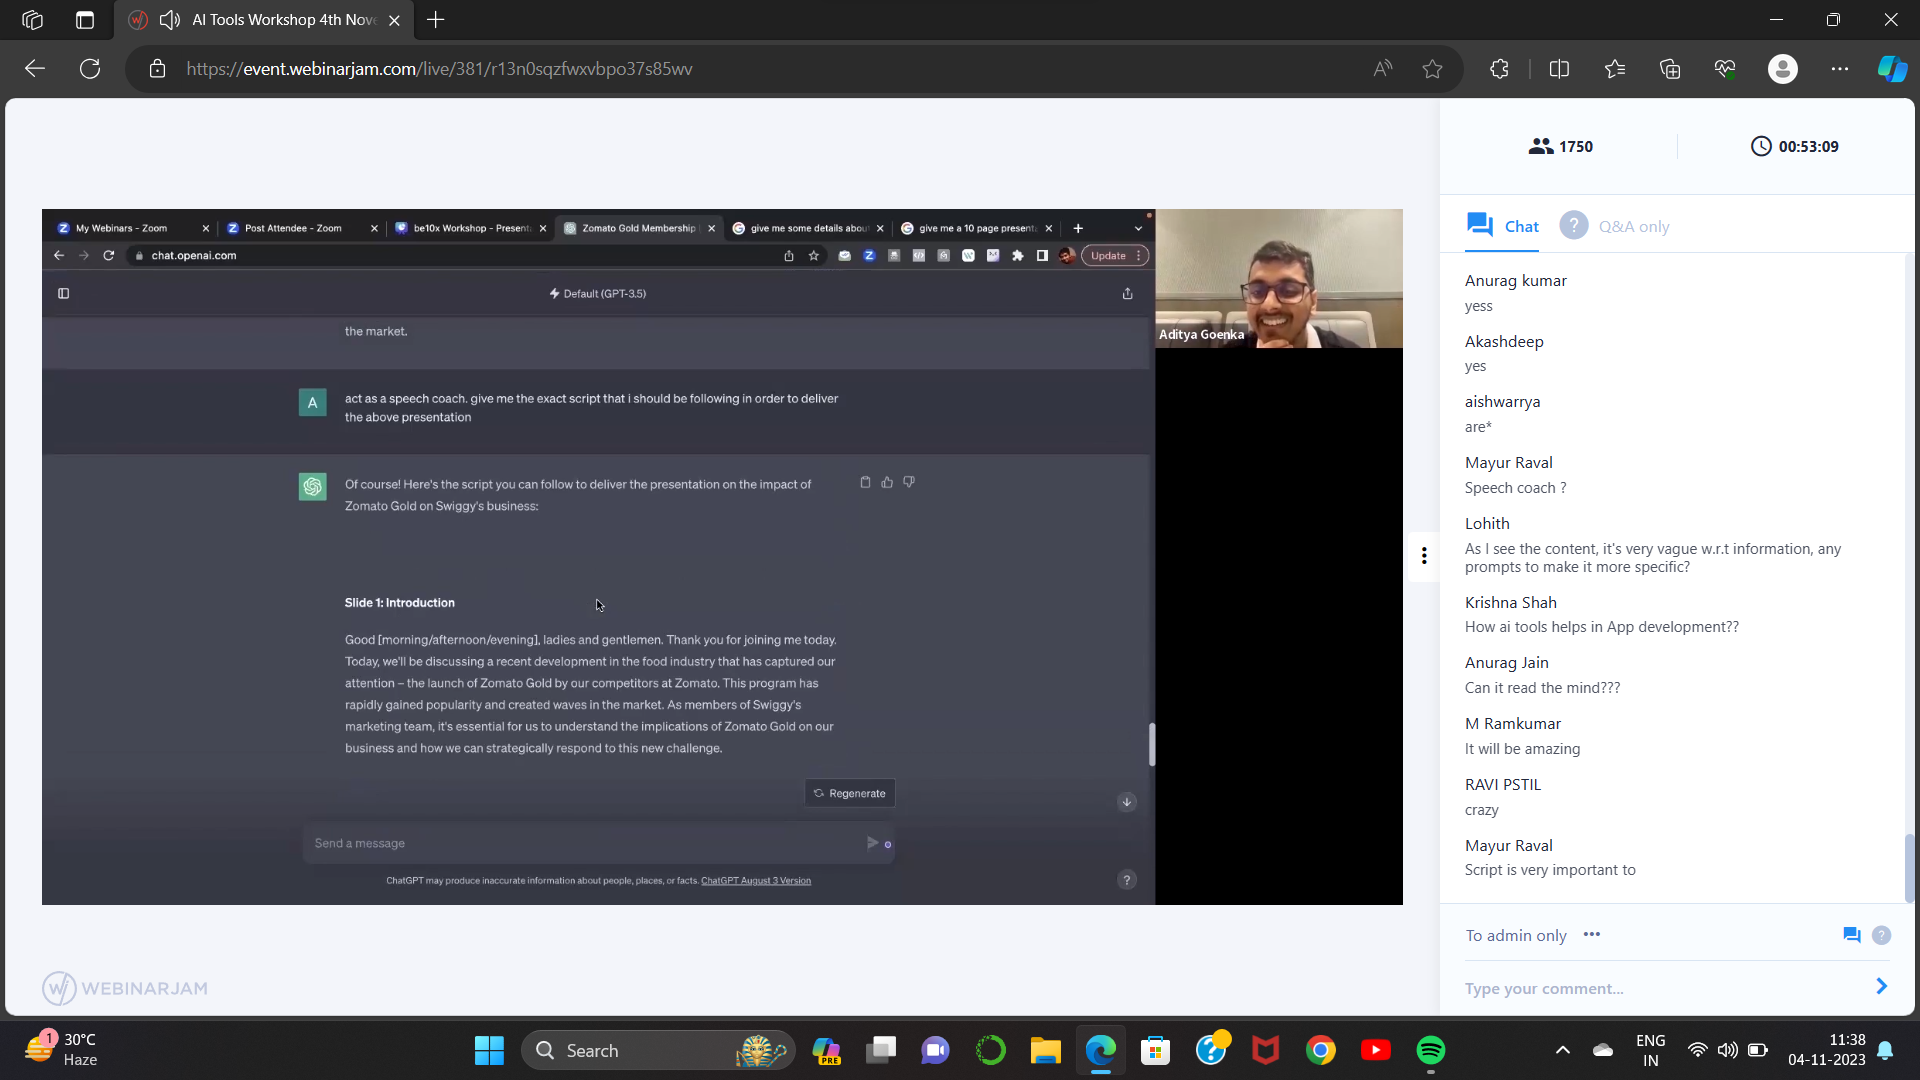 AI Tools Workshop 4th Nove
https://event.webinarjam.com/live/381/r13n0sqzfwxvbpo37s85wv
1750
00:53:09
My Webinars - Zoom
Post Attendee - Zoom
be10x Workshop - Present
Zomato Gold Membership
give me some details about
give me a 10 page present
chat.openai.com
Update
Default (GPT-3.5)
the market.
A
act as a speech coach. give me the exact script that i should be following in order to deliver
the above presentation
Of course! Here's the script you can follow to deliver the presentation on the impact of
Zomato Gold on Swiggy's business:
Slide 1: Introduction
Good [morning/afternoon/evening], ladies and gentlemen. Thank you for joining me today.
Today, we'll be discussing a recent development in the food industry that has captured our
attention – the launch of Zomato Gold by our competitors at Zomato. This program has
rapidly gained popularity and created waves in the market. As members of Swiggy's
marketing team, it's essential for us to understand the implications of Zomato Gold on our
business and how we can strategically respond to this new challenge.
Regenerate
Send a message
ChatGPT may produce inaccurate information about people, places, or facts. ChatGPT August 3 Version
?
Aditya Goenka
Chat
? Q&A only
Anurag kumar
yess
Akashdeep
yes
aishwarrya
are*
Mayur Raval
Speech coach ?
Lohith
As I see the content, it's very vague w.r.t information, any
prompts to make it more specific?
Krishna Shah
How ai tools helps in App development??
Anurag Jain
Can it read the mind???
M Ramkumar
It will be amazing
RAVI PSTIL
crazy
Mayur Raval
Script is very important to
To admin only
?
Type your comment...
WEBINARJAM
1
30°C
Haze
Search
PRE
ENG
IN
11:38
04-11-2023